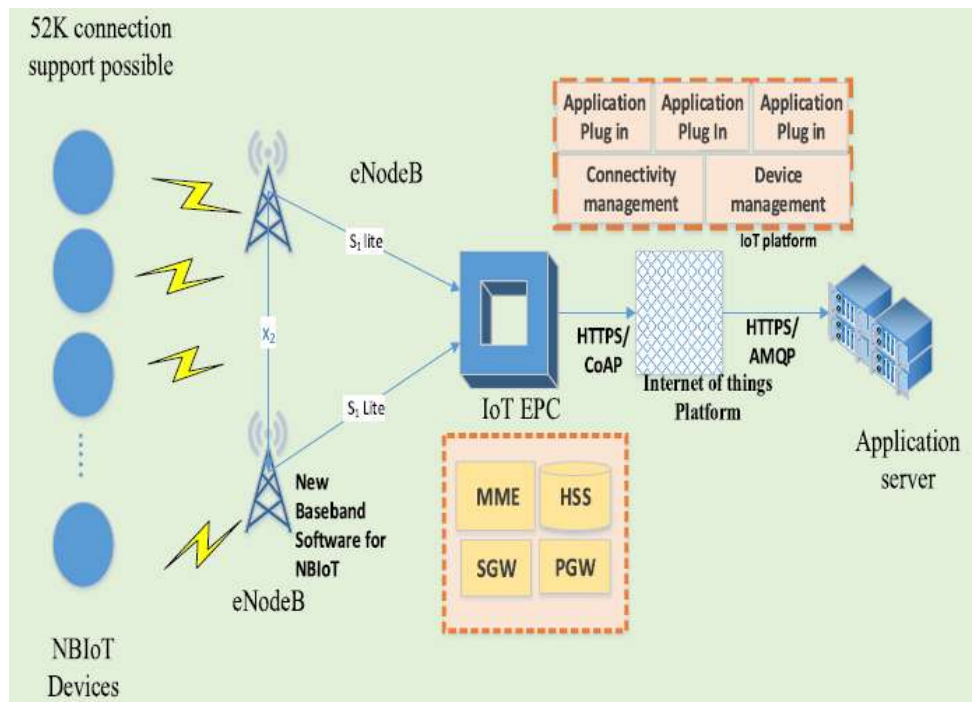 52K connection
support possible
eNodeB
Application
Plug in
Application
Plug In
Application
Plug in
Connectivity
management
Device
management
IoT platform
S1 lite
X2
HTTPS/
CoAP
HTTPS/
AMQP
Internet of things
Platform
S1 Lite
IoT EPC
Application
server
New
Baseband
Software for
NBIoT
eNodeB
MME
HSS
SGW
PGW
NBIoT
Devices